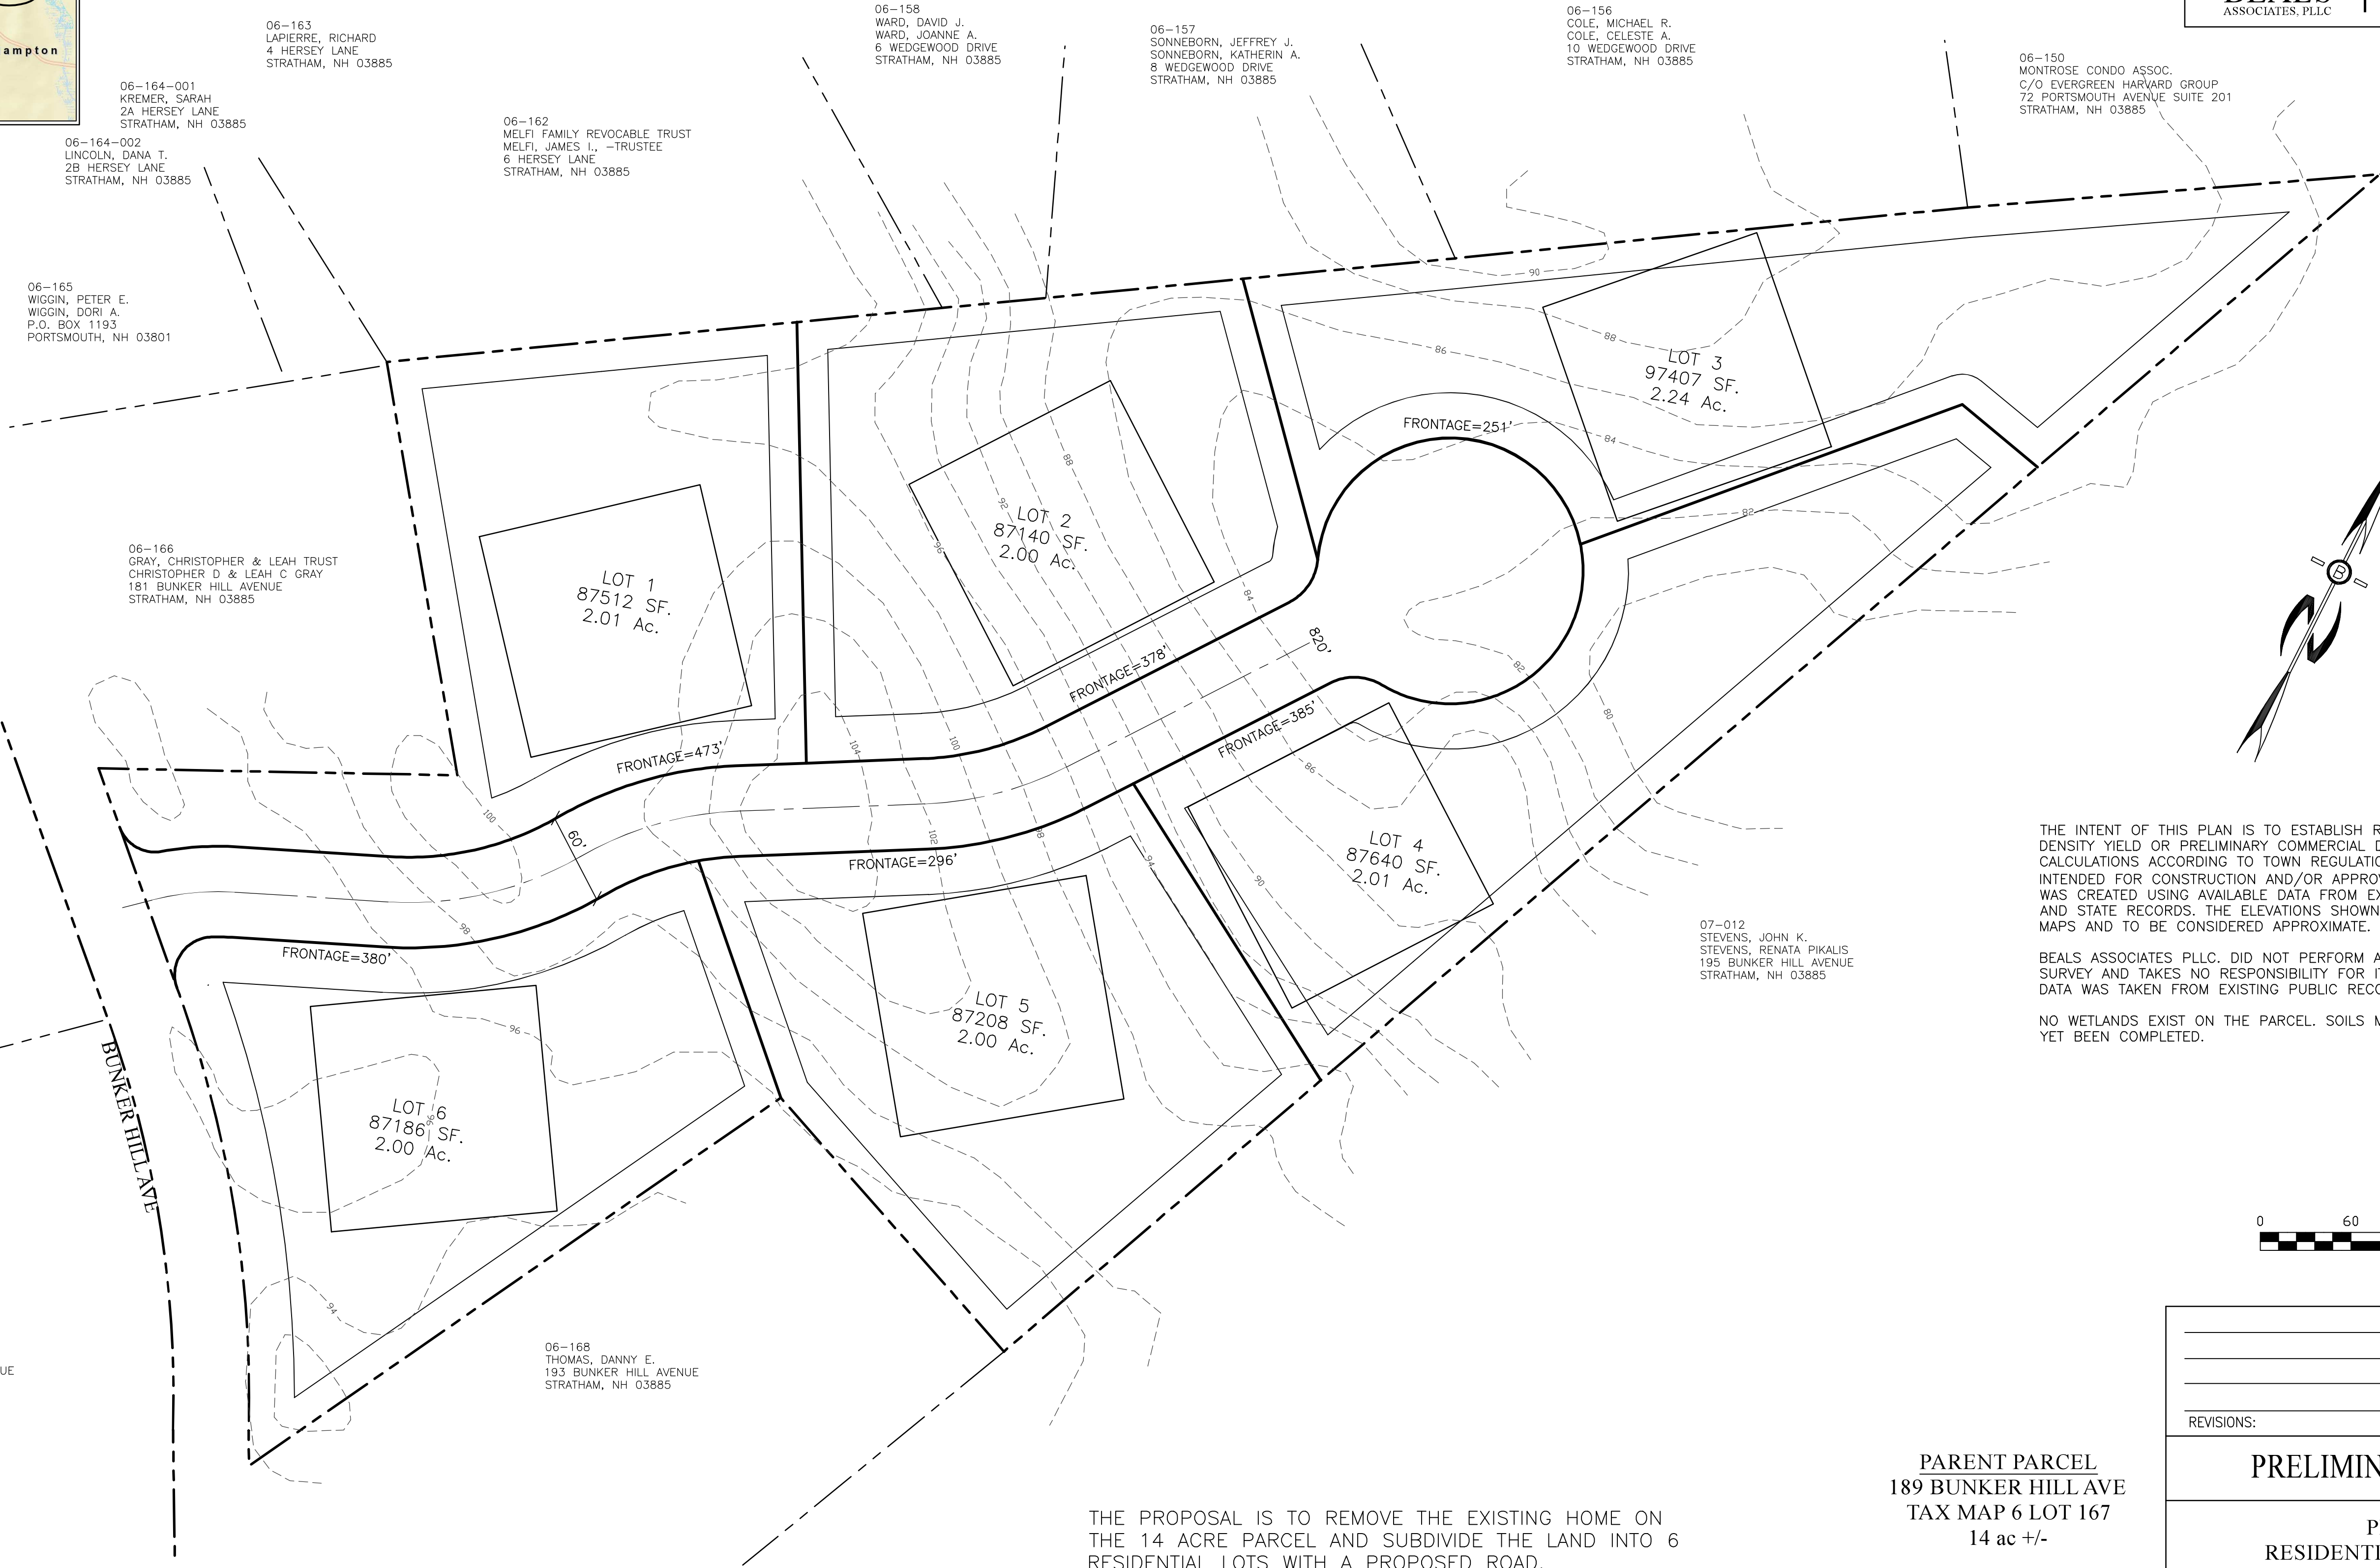 ampton
BEALS
ASSOCIATES, PLLC
06-163
LAPIERRE, RICHARD
4 HERSEY LANE
STRATHAM, NH 03885
06-158
WARD, DAVID J.
WARD, JOANNE A.
6 WEDGEWOOD DRIVE
STRATHAM, NH 03885
06-157
SONNEBORN, JEFFREY J.
SONNEBORN, KATHERIN A.
8 WEDGEWOOD DRIVE
STRATHAM, NH 03885
06-156
COLE, MICHAEL R.
COLE, CELESTE A.
10 WEDGEWOOD DRIVE
STRATHAM, NH 03885
06-150
MONTROSE CONDO ASSOC.
C/O EVERGREEN HARVARD GROUP
72 PORTSMOUTH AVENUE SUITE 201
STRATHAM, NH 03885
06-164-001
KREMER, SARAH
2A HERSEY LANE
STRATHAM, NH 03885
06-164-002
LINCOLN, DANA T.
2B HERSEY LANE
STRATHAM, NH 03885
06-162
MELFI FAMILY REVOCABLE TRUST
MELFI, JAMES I., -TRUSTEE
6 HERSEY LANE
STRATHAM, NH 03885
06-165
WIGGIN, PETER E.
WIGGIN, DORI A.
P.O. BOX 1193
PORTSMOUTH, NH 03801
06-166
GRAY, CHRISTOPHER & LEAH TRUST
CHRISTOPHER D & LEAH C GRAY
181 BUNKER HILL AVENUE
STRATHAM, NH 03885
90
88
86
LOT 3
97407 SF.
2.24 Ac.
FRONTAGE=251'
84
82
88
92
96
LOT 2
87140 SF.
2.00 Ac.
84
B
LOT 1
87512 SF.
2.01 Ac.
820'
FRONTAGE=378'
82
80
FRONTAGE=385'
FRONTAGE=473'
104
100
86
100
60'
102
98
94
FRONTAGE=296'
90
LOT 4
87640 SF.
2.01 Ac.
98
FRONTAGE=380'
96
LOT 5
87208 SF.
2.00 Ac.
LOT 6
87186 SF.
2.00 Ac.
96
94
BUNKER HILL AVE
07-012
STEVENS, JOHN K.
STEVENS, RENATA PIKALIS
195 BUNKER HILL AVENUE
STRATHAM, NH 03885
THE INTENT OF THIS PLAN IS TO ESTABLISH R
DENSITY YIELD OR PRELIMINARY COMMERCIAL D
CALCULATIONS ACCORDING TO TOWN REGULATIO
INTENDED FOR CONSTRUCTION AND/OR APPROV
WAS CREATED USING AVAILABLE DATA FROM EX
AND STATE RECORDS. THE ELEVATIONS SHOWN
MAPS AND TO BE CONSIDERED APPROXIMATE.
BEALS ASSOCIATES PLLC. DID NOT PERFORM A
SURVEY AND TAKES NO RESPONSIBILITY FOR IT
DATA WAS TAKEN FROM EXISTING PUBLIC RECO
NO WETLANDS EXIST ON THE PARCEL. SOILS M
YET BEEN COMPLETED.
0 60
06-168
THOMAS, DANNY E.
193 BUNKER HILL AVENUE
STRATHAM, NH 03885
UE
REVISIONS:
PRELIMIN
P
RESIDENTI
PARENT PARCEL
189 BUNKER HILL AVE
TAX MAP 6 LOT 167
14 ac +/-
THE PROPOSAL IS TO REMOVE THE EXISTING HOME ON
THE 14 ACRE PARCEL AND SUBDIVIDE THE LAND INTO 6
RESIDENTIAL LOTS WITH A PROPOSED ROAD.